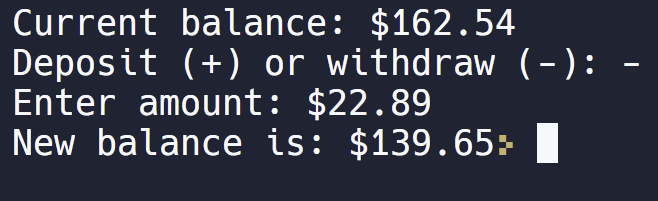 Current balance: $162.54
Deposit (+) or withdraw (-): -
Enter amount: $22.89
New balance is: $139.65